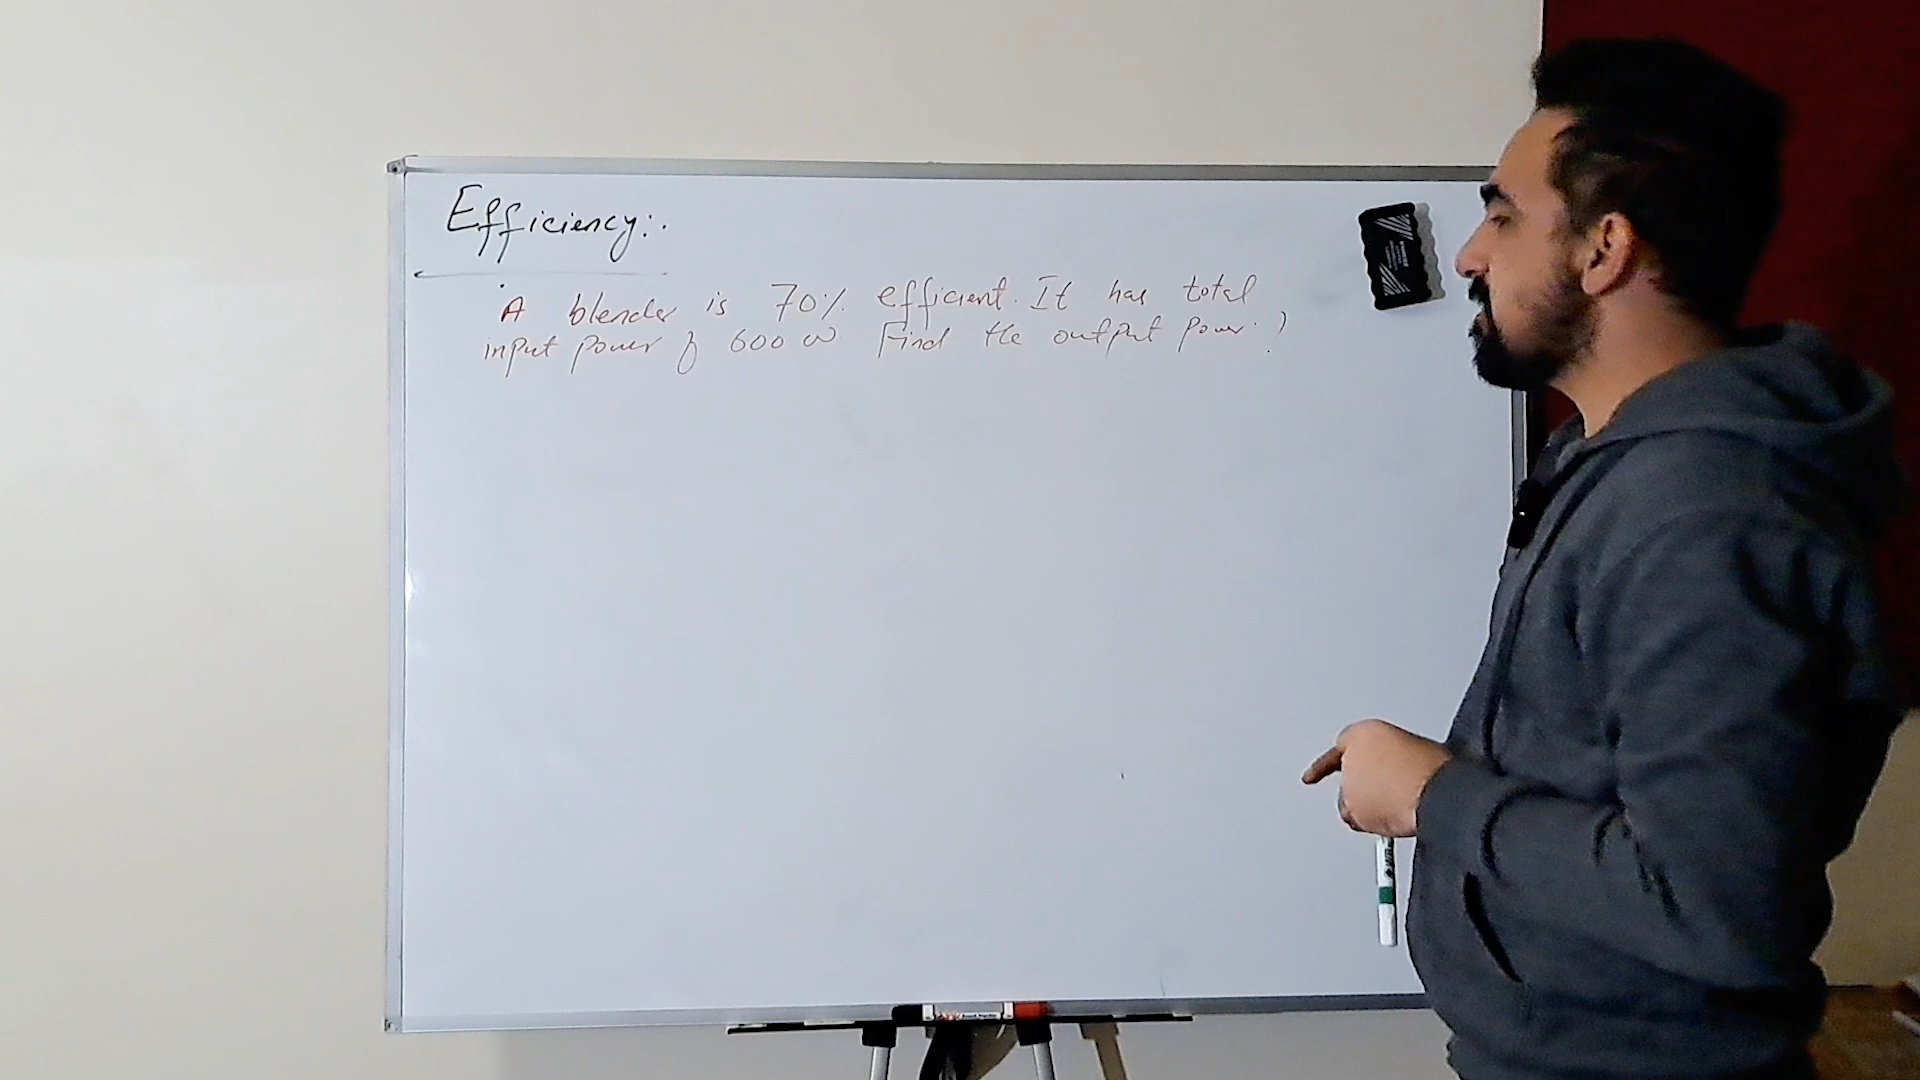 Efficiency:.
A blender is 70% efficient. It has total
input power of 600 W. Find the output power.?